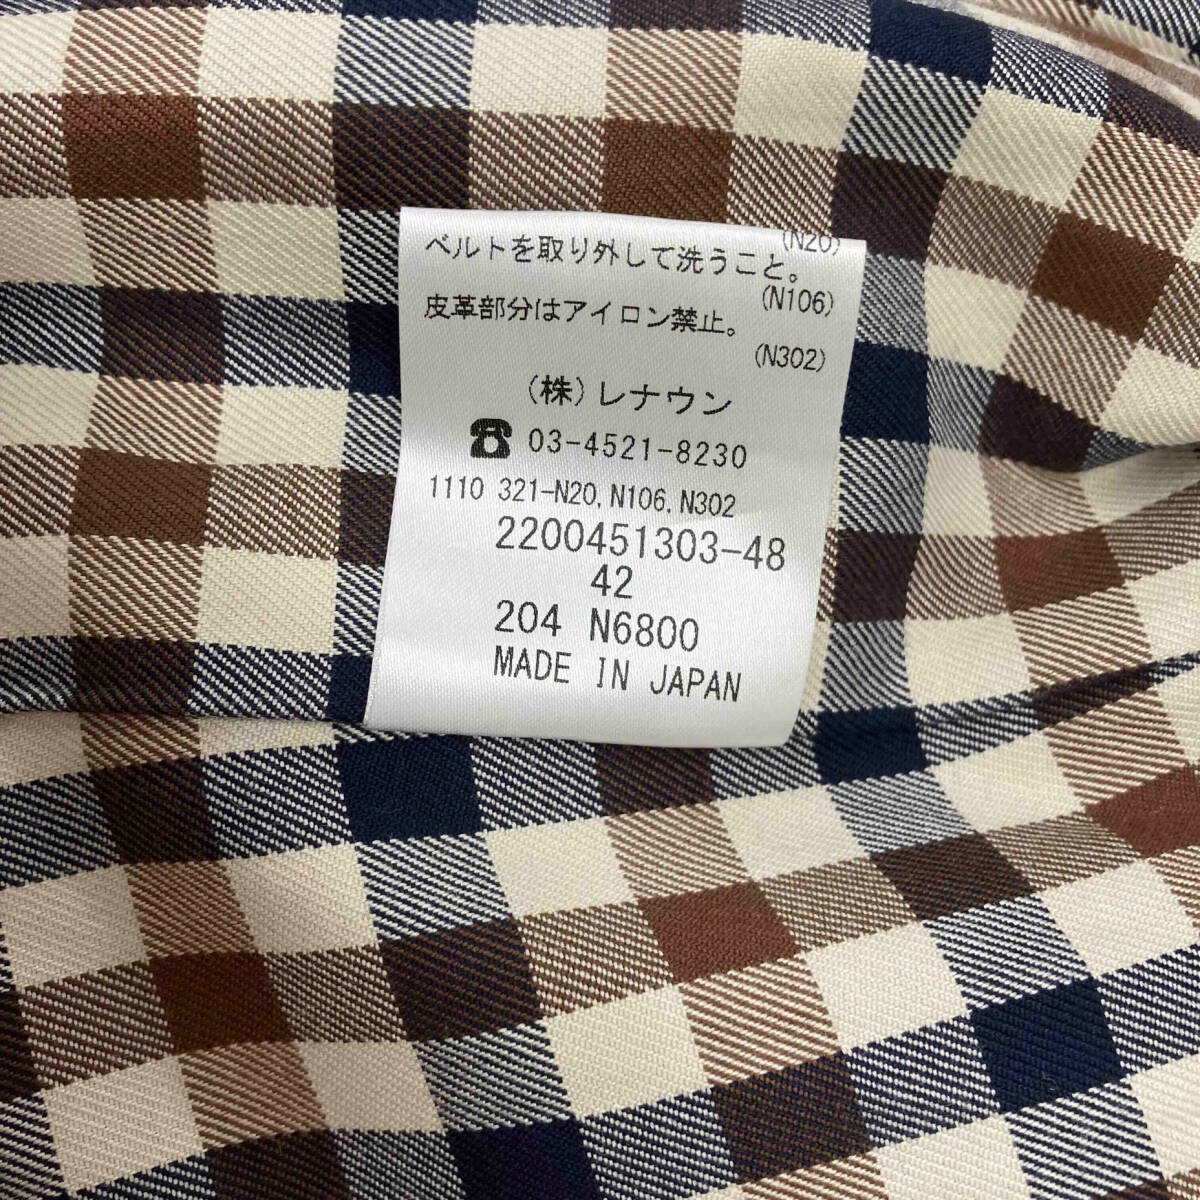 (N20)
ベルトを取り外して洗うこと。
(N106)
皮革部分はアイロン禁止。
(N302)
(株)レナウン
☎ 03-4521-8230
1110 321-N20, N106, N302
2200451303-48
42
204 N6800
MADE IN JAPAN